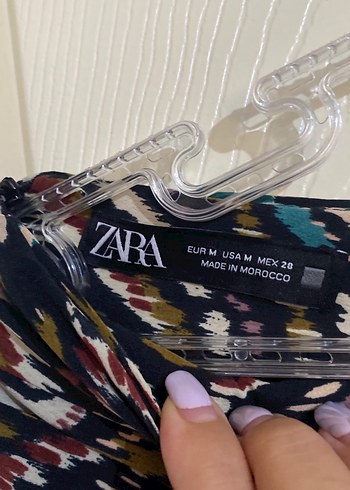 ZARA
EUR M USA M MEX 28
MADE IN MOROCCO